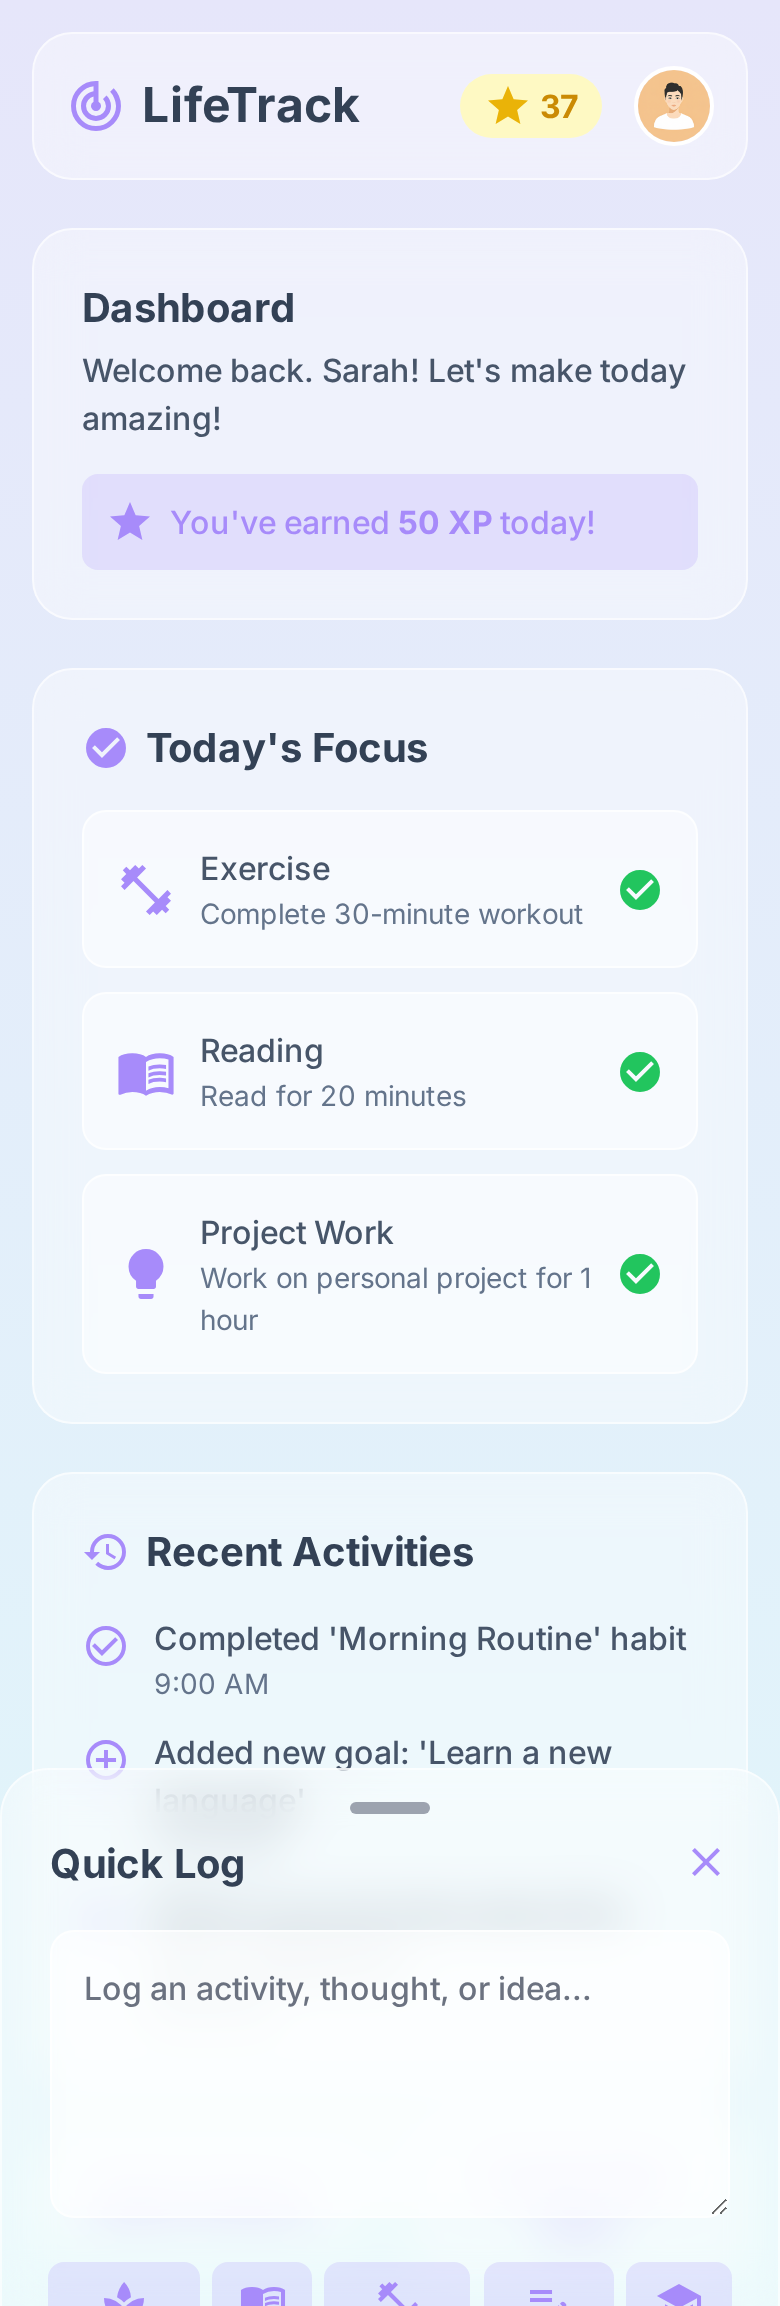 LifeTrack
37
Dashboard
Welcome back. Sarah! Let's make today
amazing!
You've earned 50 XP today!
Today's Focus
Exercise
Complete 30-minute workout
Reading
Read for 20 minutes
Project Work
Work on personal project for 1
hour
Recent Activities
Completed 'Morning Routine' habit
9:00 AM
Added new goal: 'Learn a new
language'
Quick Log
Log an activity, thought, or idea...